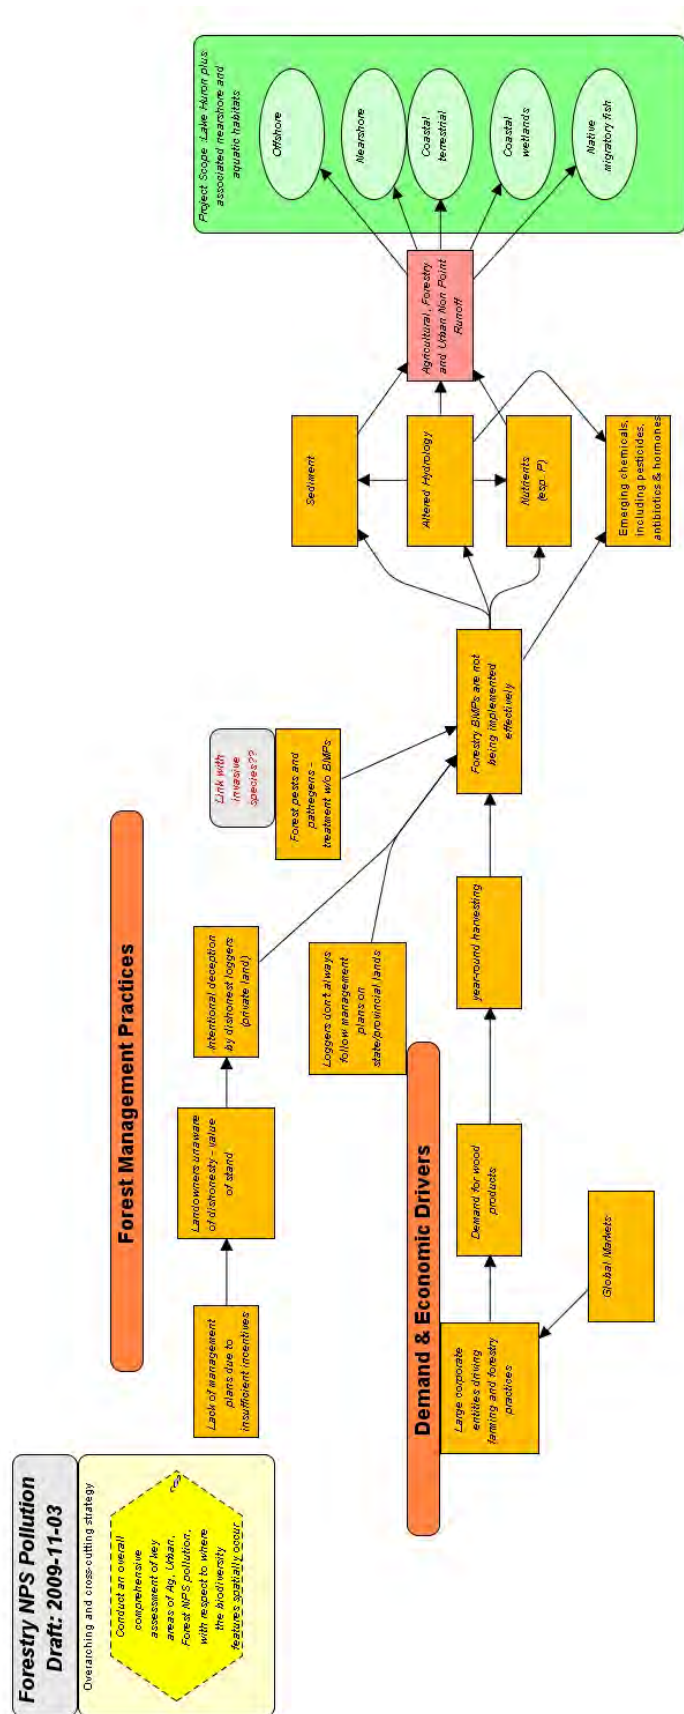 Forestry NPS Pollution
Draft: 2009-11-03
Overarching and cross-cutting strategy
Conduct an overall
comprehensive
assessment of key
areas of Ag, Urban,
Forest NPS pollution,
with respect to where
the biodiversity
features spatially occur
Forest Management Practices
Lack of management
plans due to
insufficient incentives
Landowners unaware
of dishonesty - value
of stand
Intentional deception
by dishonest loggers
(private land)
Link with
invasive
species??
Forest pests and
pathegens -
treatment w/o BMPs
Loggers don't always
follow management
plans on
state/provincial lands
Demand & Economic Drivers
Large corporate
entities driving
farming and forestry
practices
Global Markets
Demand for wood
products
year-round harvesting
Forestry BMPs are not
being implemented
effectively
Sediment
Altered Hydrology
Nutrients
(esp. P)
Emerging chemicals,
including pesticides,
antibiotics & hormones
Agricultural, Forestry
and Urban Non Point
Runoff
Project Scope :Lake Huron plus
associated nearshore and
aquatic habitats
Offshore
Nearshore
Coastal
terrestrial
Coastal
wetlands
Native
migratory fish